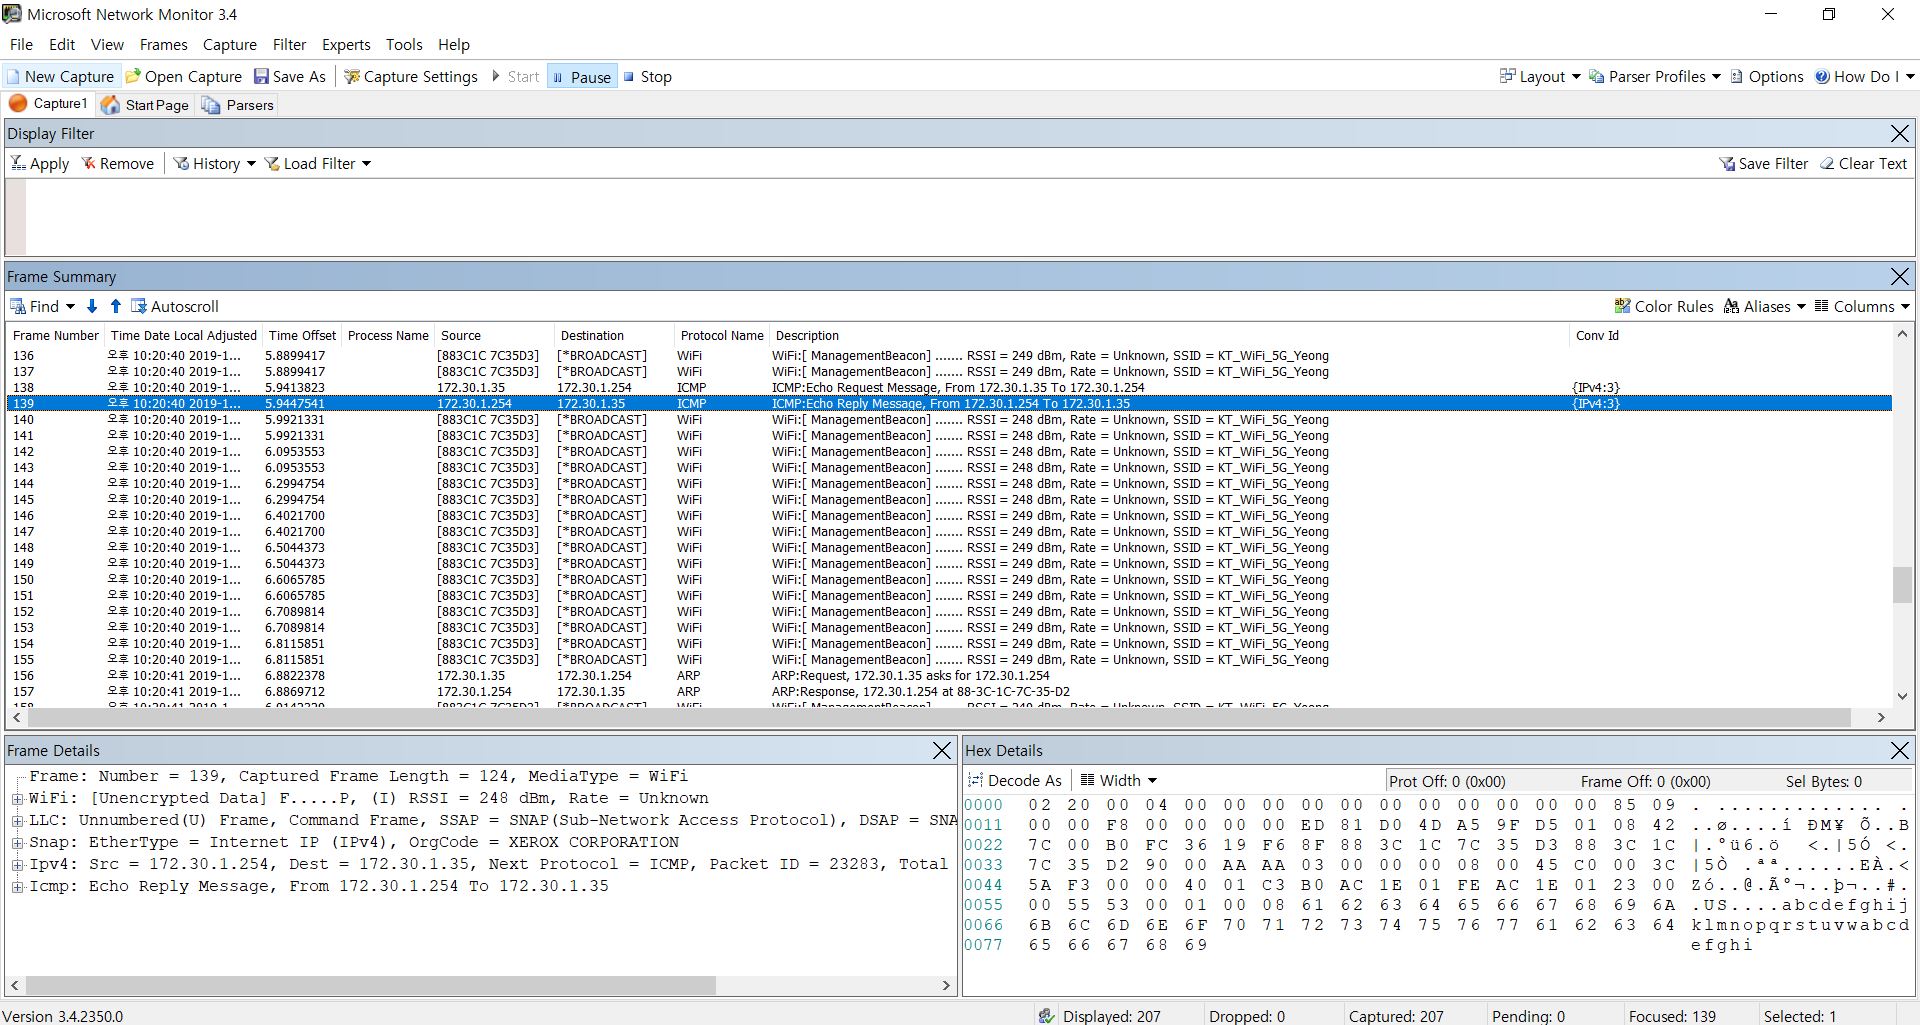 Microsoft Network Monitor 3.4
File Edit View Frames Capture Filter Experts Tools Help
New Capture Open Capture Save As Capture Settings Start Pause Stop Layout Parser Profiles Options How Do I
Capture1 Start Page Parsers
Display Filter
Apply Remove History Load Filter Save Filter Clear Text
Frame Summary
Find Autoscroll Color Rules Aliases Columns
Frame Number Time Date Local Adjusted Time Offset Process Name Source Destination Protocol Name Description Conv Id
136 오후 10:20:40 2019-1... 5.8899417 [883C1C 7C35D3] [*BROADCAST] WiFi WiFi:[ ManagementBeacon] ....... RSSI = 249 dBm, Rate = Unknown, SSID = KT_WiFi_5G_Yeong
137 오후 10:20:40 2019-1... 5.8899417 [883C1C 7C35D3] [*BROADCAST] WiFi WiFi:[ ManagementBeacon] ....... RSSI = 249 dBm, Rate = Unknown, SSID = KT_WiFi_5G_Yeong
138 오후 10:20:40 2019-1... 5.9413823 172.30.1.35 172.30.1.254 ICMP ICMP:Echo Request Message, From 172.30.1.35 To 172.30.1.254 {IPv4:3}
139 오후 10:20:40 2019-1... 5.9447541 172.30.1.254 172.30.1.35 ICMP ICMP:Echo Reply Message, From 172.30.1.254 To 172.30.1.35 {IPv4:3}
140 오후 10:20:40 2019-1... 5.9921331 [883C1C 7C35D3] [*BROADCAST] WiFi WiFi:[ ManagementBeacon] ....... RSSI = 248 dBm, Rate = Unknown, SSID = KT_WiFi_5G_Yeong
141 오후 10:20:40 2019-1... 5.9921331 [883C1C 7C35D3] [*BROADCAST] WiFi WiFi:[ ManagementBeacon] ....... RSSI = 248 dBm, Rate = Unknown, SSID = KT_WiFi_5G_Yeong
142 오후 10:20:40 2019-1... 6.0953553 [883C1C 7C35D3] [*BROADCAST] WiFi WiFi:[ ManagementBeacon] ....... RSSI = 248 dBm, Rate = Unknown, SSID = KT_WiFi_5G_Yeong
143 오후 10:20:40 2019-1... 6.0953553 [883C1C 7C35D3] [*BROADCAST] WiFi WiFi:[ ManagementBeacon] ....... RSSI = 248 dBm, Rate = Unknown, SSID = KT_WiFi_5G_Yeong
144 오후 10:20:40 2019-1... 6.2994754 [883C1C 7C35D3] [*BROADCAST] WiFi WiFi:[ ManagementBeacon] ....... RSSI = 248 dBm, Rate = Unknown, SSID = KT_WiFi_5G_Yeong
145 오후 10:20:40 2019-1... 6.2994754 [883C1C 7C35D3] [*BROADCAST] WiFi WiFi:[ ManagementBeacon] ....... RSSI = 248 dBm, Rate = Unknown, SSID = KT_WiFi_5G_Yeong
146 오후 10:20:40 2019-1... 6.4021700 [883C1C 7C35D3] [*BROADCAST] WiFi WiFi:[ ManagementBeacon] ....... RSSI = 249 dBm, Rate = Unknown, SSID = KT_WiFi_5G_Yeong
147 오후 10:20:40 2019-1... 6.4021700 [883C1C 7C35D3] [*BROADCAST] WiFi WiFi:[ ManagementBeacon] ....... RSSI = 249 dBm, Rate = Unknown, SSID = KT_WiFi_5G_Yeong
148 오후 10:20:40 2019-1... 6.5044373 [883C1C 7C35D3] [*BROADCAST] WiFi WiFi:[ ManagementBeacon] ....... RSSI = 249 dBm, Rate = Unknown, SSID = KT_WiFi_5G_Yeong
149 오후 10:20:40 2019-1... 6.5044373 [883C1C 7C35D3] [*BROADCAST] WiFi WiFi:[ ManagementBeacon] ....... RSSI = 249 dBm, Rate = Unknown, SSID = KT_WiFi_5G_Yeong
150 오후 10:20:40 2019-1... 6.6065785 [883C1C 7C35D3] [*BROADCAST] WiFi WiFi:[ ManagementBeacon] ....... RSSI = 249 dBm, Rate = Unknown, SSID = KT_WiFi_5G_Yeong
151 오후 10:20:40 2019-1... 6.6065785 [883C1C 7C35D3] [*BROADCAST] WiFi WiFi:[ ManagementBeacon] ....... RSSI = 249 dBm, Rate = Unknown, SSID = KT_WiFi_5G_Yeong
152 오후 10:20:40 2019-1... 6.7089814 [883C1C 7C35D3] [*BROADCAST] WiFi WiFi:[ ManagementBeacon] ....... RSSI = 249 dBm, Rate = Unknown, SSID = KT_WiFi_5G_Yeong
153 오후 10:20:40 2019-1... 6.7089814 [883C1C 7C35D3] [*BROADCAST] WiFi WiFi:[ ManagementBeacon] ....... RSSI = 249 dBm, Rate = Unknown, SSID = KT_WiFi_5G_Yeong
154 오후 10:20:40 2019-1... 6.8115851 [883C1C 7C35D3] [*BROADCAST] WiFi WiFi:[ ManagementBeacon] ....... RSSI = 249 dBm, Rate = Unknown, SSID = KT_WiFi_5G_Yeong
155 오후 10:20:40 2019-1... 6.8115851 [883C1C 7C35D3] [*BROADCAST] WiFi WiFi:[ ManagementBeacon] ....... RSSI = 249 dBm, Rate = Unknown, SSID = KT_WiFi_5G_Yeong
156 오후 10:20:41 2019-1... 6.8822378 172.30.1.35 172.30.1.254 ARP ARP:Request, 172.30.1.35 asks for 172.30.1.254
157 오후 10:20:41 2019-1... 6.8869712 172.30.1.254 172.30.1.35 ARP ARP:Response, 172.30.1.254 at 88-3C-1C-7C-35-D2
Frame Details
Frame: Number = 139, Captured Frame Length = 124, MediaType = WiFi
WiFi: [Unencrypted Data] F.....P, (I) RSSI = 248 dBm, Rate = Unknown
LLC: Unnumbered(U) Frame, Command Frame, SSAP = SNAP(Sub-Network Access Protocol), DSAP = SNA
Snap: EtherType = Internet IP (IPv4), OrgCode = XEROX CORPORATION
Ipv4: Src = 172.30.1.254, Dest = 172.30.1.35, Next Protocol = ICMP, Packet ID = 23283, Total
Icmp: Echo Reply Message, From 172.30.1.254 To 172.30.1.35
Hex Details
Decode As Width Prot Off: 0 (0x00) Frame Off: 0 (0x00) Sel Bytes: 0
0000 02 20 00 04 00 00 00 00 00 00 00 00 00 00 00 85 09 . ............. .
0011 00 00 F8 00 00 00 00 ED 81 D0 4D A5 9F D5 01 08 42 ..ø....í ÐM¥ Õ..B
0022 7C 00 B0 FC 36 19 F6 8F 88 3C 1C 7C 35 D3 88 3C 1C |.°ü6.ö <.|5Ó <.
0033 7C 35 D2 90 00 AA AA 03 00 00 00 08 00 45 C0 00 3C |5Ò .ªª......EÀ.<
0044 5A F3 00 00 40 01 C3 B0 AC 1E 01 FE AC 1E 01 23 00 Zó..@.Ã°¬..þ¬..#.
0055 00 55 53 00 01 00 08 61 62 63 64 65 66 67 68 69 6A .US....abcdefghij
0066 6B 6C 6D 6E 6F 70 71 72 73 74 75 76 77 61 62 63 64 klmnopqrstuvwabcd
0077 65 66 67 68 69 efghi
Version 3.4.2350.0 Displayed: 207 Dropped: 0 Captured: 207 Pending: 0 Focused: 139 Selected: 1